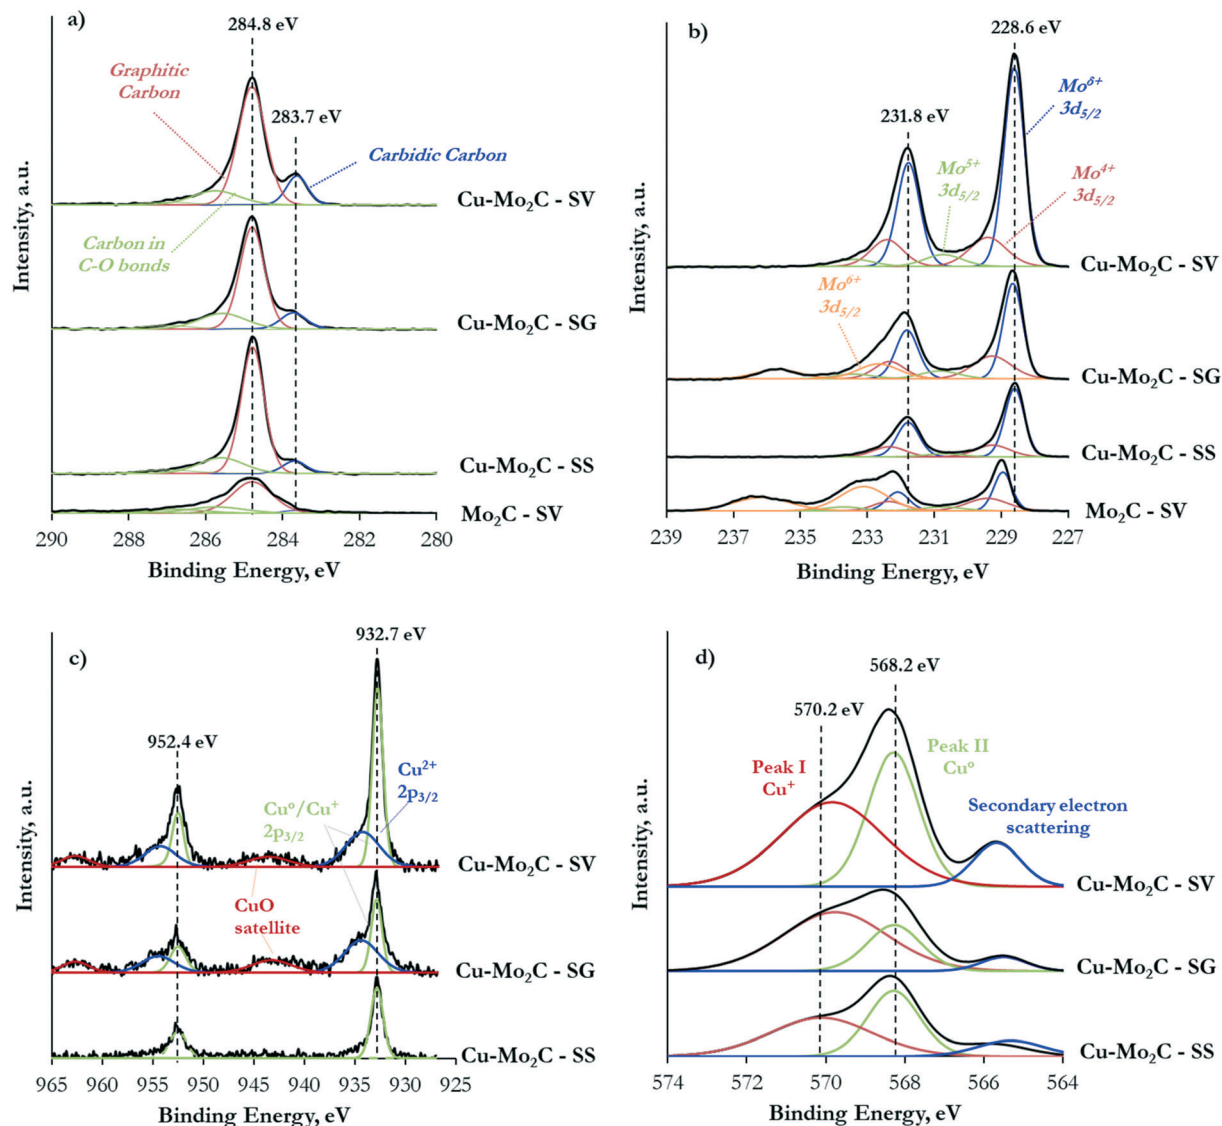 a)
284.8 eV
Graphitic
Carbon
283.7 eV
Carbidic Carbon
Cu-Mo₂C - SV
Carbon in
C-O bonds
Cu-Mo₂C - SG
Cu-Mo₂C - SS
Mo₂C - SV
Intensity, a.u.
290 288 286 284 282 280
Binding Energy, eV
b)
228.6 eV
Mo^δ+
3d₅/₂
231.8 eV
Mo⁵⁺
3d₅/₂
Mo⁴⁺
3d₅/₂
Cu-Mo₂C - SV
Mo⁶⁺
3d₅/₂
Cu-Mo₂C - SG
Cu-Mo₂C - SS
Mo₂C - SV
Intensity, a.u.
239 237 235 233 231 229 227
Binding Energy, eV
c)
932.7 eV
952.4 eV
Cu²⁺
2p₃/₂
Cu°/Cu⁺
2p₃/₂
Cu-Mo₂C - SV
CuO
satellite
Cu-Mo₂C - SG
Cu-Mo₂C - SS
Intensity, a.u.
965 960 955 950 945 940 935 930 925
Binding Energy, eV
d)
568.2 eV
570.2 eV
Peak I
Cu⁺
Peak II
Cu°
Secondary electron
scattering
Cu-Mo₂C - SV
Cu-Mo₂C - SG
Cu-Mo₂C - SS
Intensity, a.u.
574 572 570 568 566 564
Binding Energy, eV